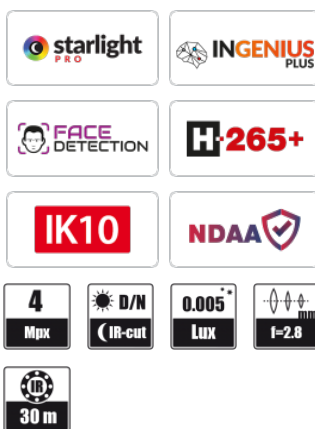 starlight
PRO
INGENIUS
PLUS
FACE
DETECTION
H·265+
IK10
NDAA
4
Mpx
D/N
IR-cut
0.005**
Lux
mm
f=2.8
IR
30 m